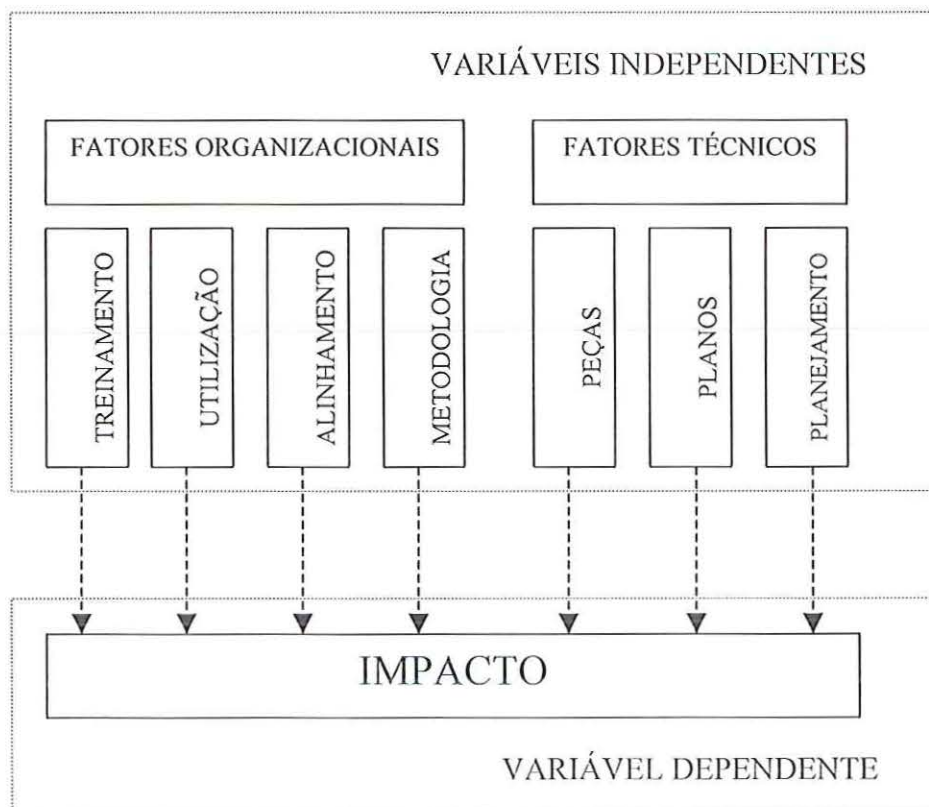 VARIÁVEIS INDEPENDENTES
FATORES ORGANIZACIONAIS
FATORES TÉCNICOS
TREINAMENTO
UTILIZAÇÃO
ALINHAMENTO
METODOLOGIA
PEÇAS
PLANOS
PLANEJAMENTO
IMPACTO
VARIÁVEL DEPENDENTE